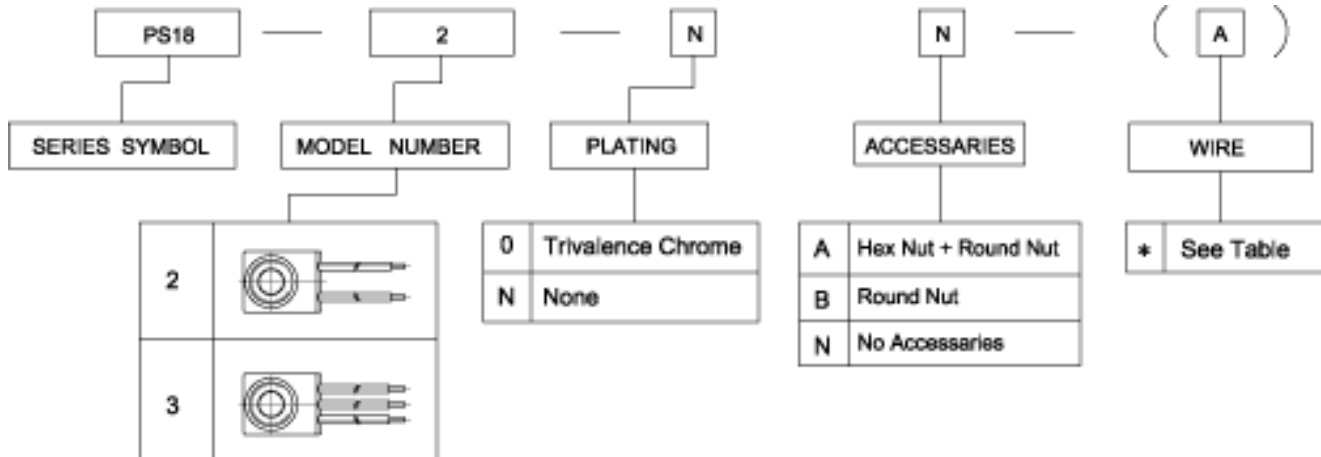 PS18 — 2 — N N — ( A )
SERIES SYMBOL MODEL NUMBER PLATING ACCESSARIES WIRE
2
3
0 Trivalence Chrome
N None
A Hex Nut + Round Nut
B Round Nut
N No Accessaries
* See Table